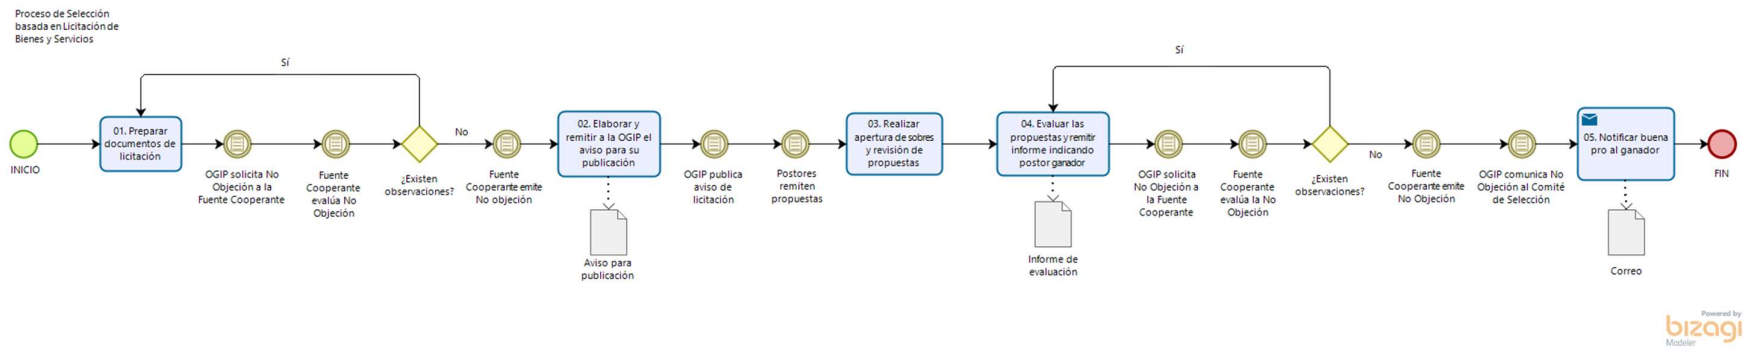 Proceso de Selección
basada en Licitación de
Bienes y Servicios
INICIO
Sí
01. Preparar
documentos de
licitación
OGIP solicita No
Objeción a la
Fuente Cooperante
Fuente
Cooperante
evalúa No
Objeción
¿Existen
observaciones?
No
Fuente
Cooperante emite
No objeción
02. Elaborar y
remitir a la OGIP el
aviso para su
publicación
Aviso para
publicación
OGIP publica
aviso de
licitación
Postores
remiten
propuestas
03. Realizar
apertura de sobres
y revisión de
propuestas
Sí
04. Evaluar las
propuestas y remitir
informe indicando
postor ganador
Informe de
evaluación
OGIP solicita
No Objeción a
la Fuente
Cooperante
Fuente
Cooperante
evalúa la No
Objeción
¿Existen
observaciones?
No
Fuente
Cooperante emite
No Objeción
OGIP comunica No
Objeción al Comité
de Selección
05. Notificar buena
pro al ganador
Correo
FIN
Powered by
bizagi
Modeler